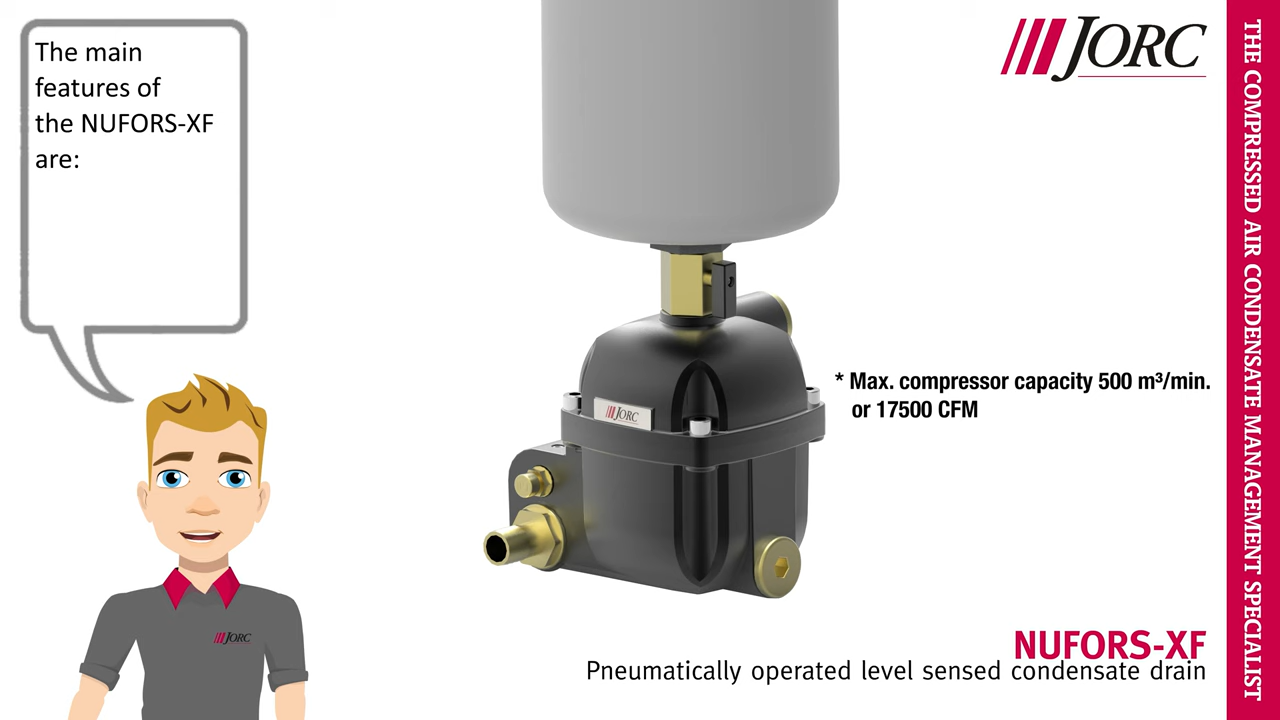 The main
features of
the NUFORS-XF
are:
JORC
THE COMPRESSED AIR CONDENSATE MANAGEMENT SPECIALIST
* Max. compressor capacity 500 m³/min.
or 17500 CFM
JORC
JORC
NUFORS-XF
Pneumatically operated level sensed condensate drain